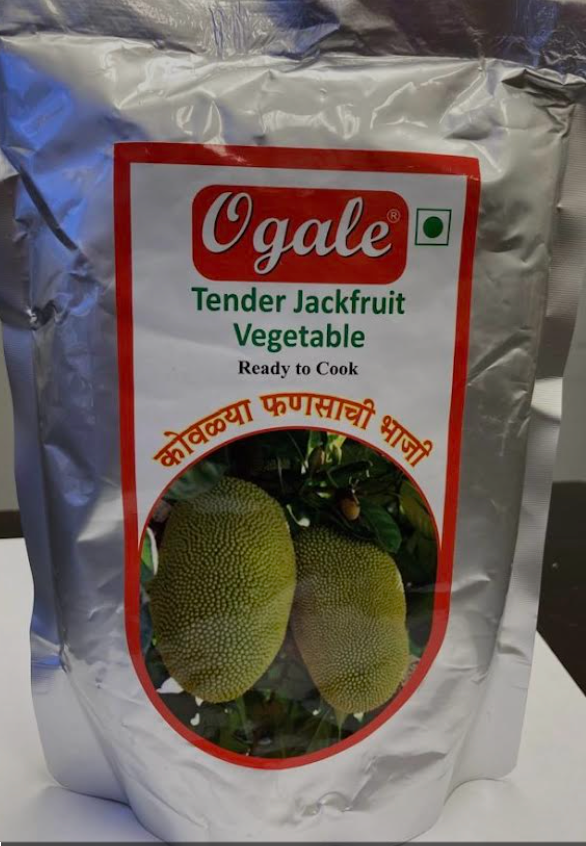 Ogale®
Tender Jackfruit
Vegetable
Ready to Cook
कोवळ्या फणसाची भाजी